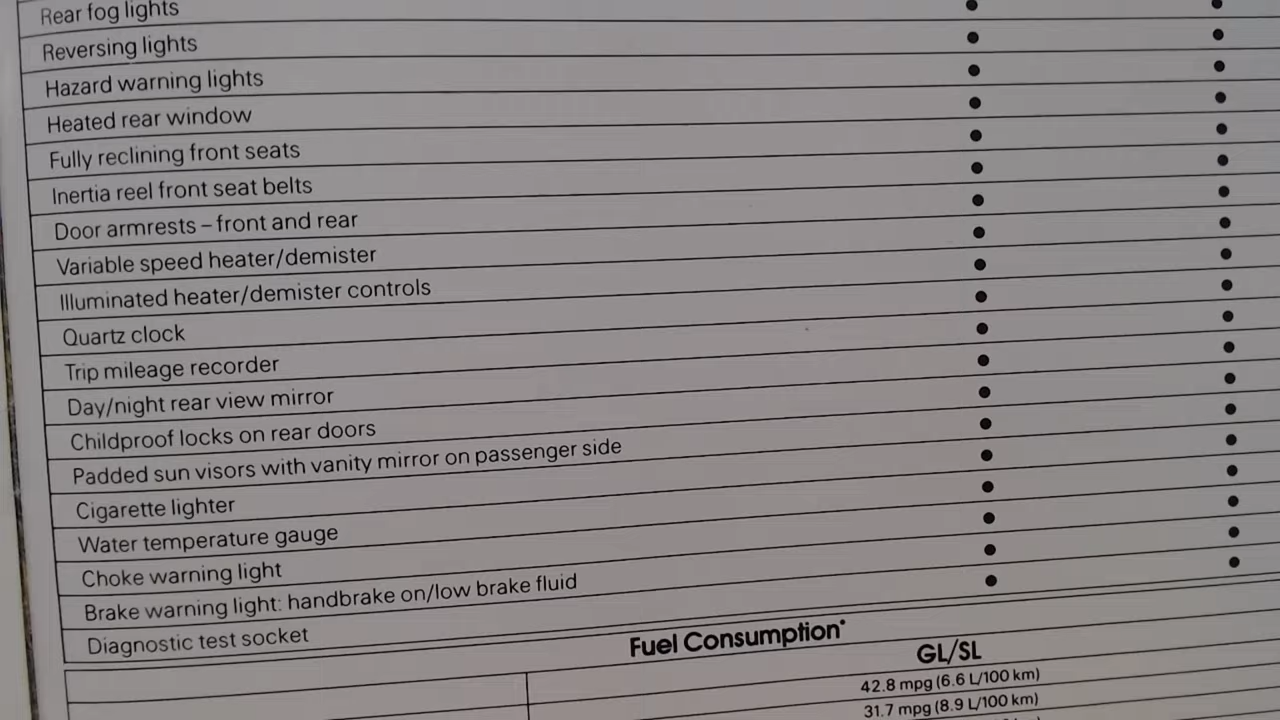 Rear fog lights
Reversing lights
Hazard warning lights
Heated rear window
Fully reclining front seats
Inertia reel front seat belts
Door armrests – front and rear
Variable speed heater/demister
Illuminated heater/demister controls
Quartz clock
Trip mileage recorder
Day/night rear view mirror
Childproof locks on rear doors
Padded sun visors with vanity mirror on passenger side
Cigarette lighter
Water temperature gauge
Choke warning light
Brake warning light: handbrake on/low brake fluid
Diagnostic test socket
Fuel Consumption*
GL/SL
42.8 mpg (6.6 L/100 km)
31.7 mpg (8.9 L/100 km)